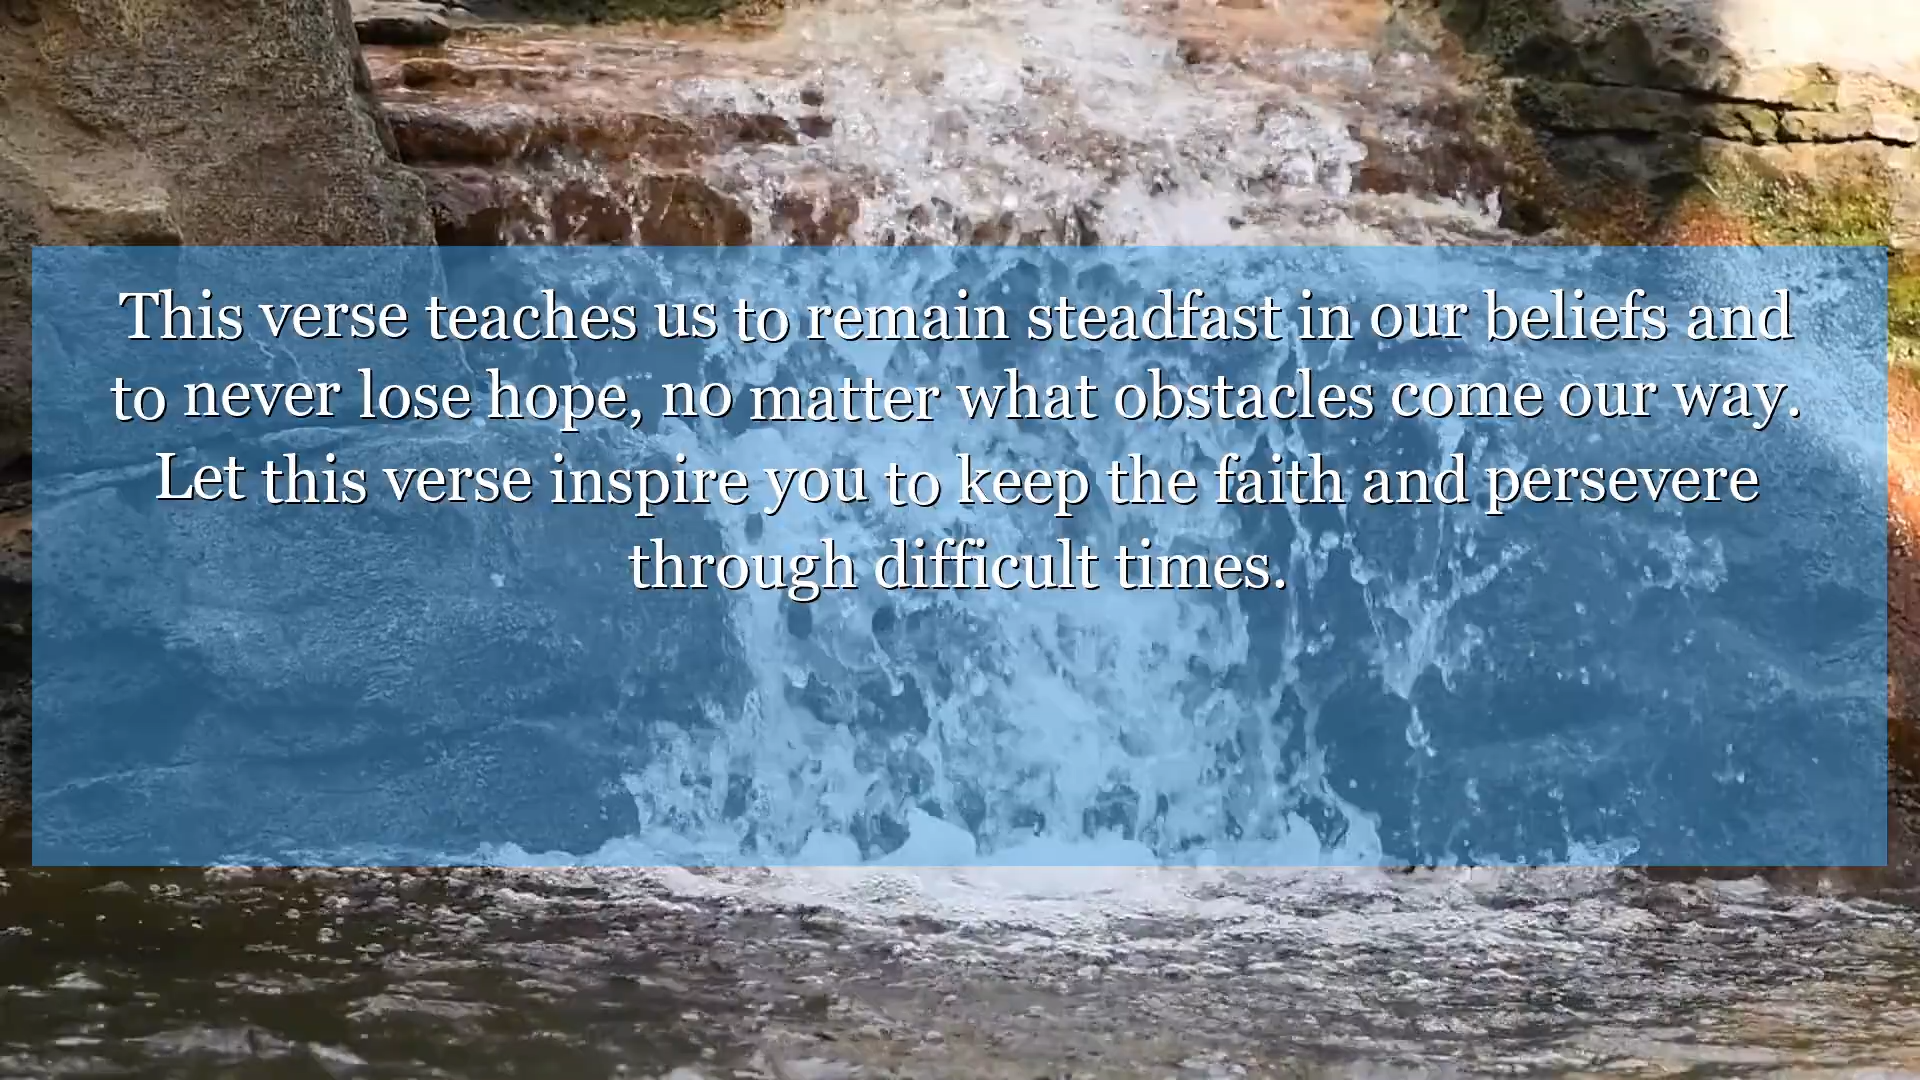 This verse teaches us to remain steadfast in our beliefs and
to never lose hope, no matter what obstacles come our way.
Let this verse inspire you to keep the faith and persevere
through difficult times.